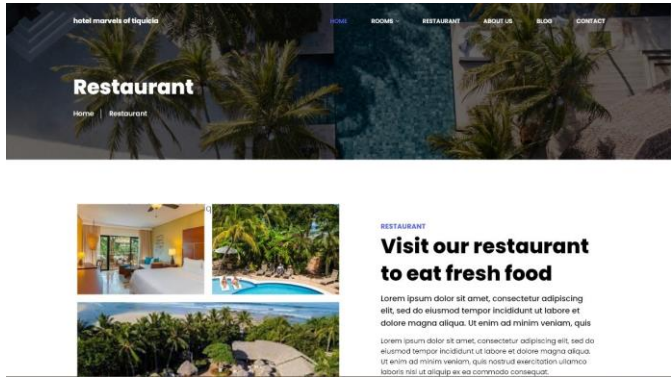 hotel marvels of tiquicia
HOME ROOMS RESTAURANT ABOUT US BLOG CONTACT
Restaurant
Home | Restaurant
q
RESTAURANT
Visit our restaurant
to eat fresh food
Lorem ipsum dolor sit amet, consectetur adipiscing
elit, sed do eiusmod tempor incididunt ut labore et
dolore magna aliqua. Ut enim ad minim veniam, quis
Lorem ipsum dolor sit amet, consectetur adipiscing elit, sed do
eiusmod tempor incididunt ut labore et dolore magna aliqua.
Ut enim ad minim veniam, quis nostrud exercitation ullamco
laboris nisi ut aliquip ex ea commodo consequat.